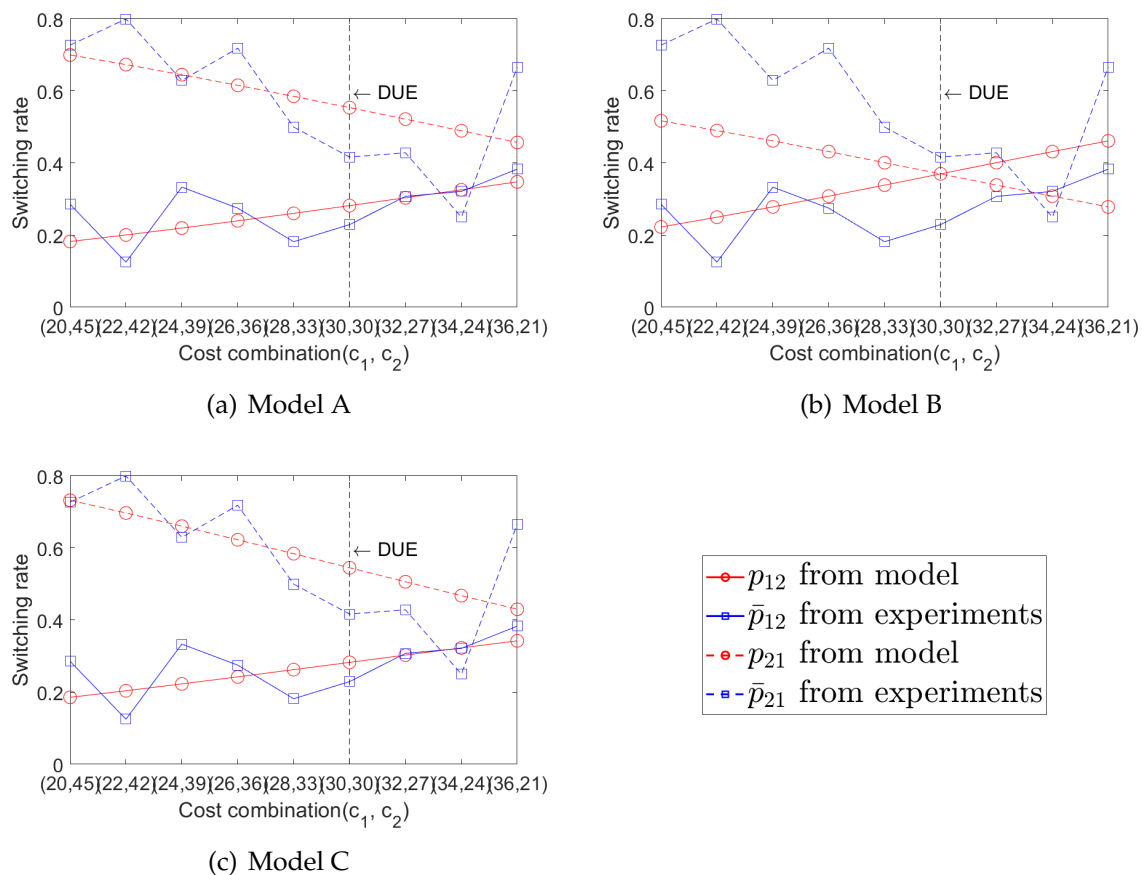 0.8
0.6
0.4
0.2
0
Switching rate
← DUE
(20,45)(22,42)(24,39)(26,36)(28,33)(30,30)(32,27)(34,24)(36,21)
Cost combination(c₁, c₂)
(a) Model A
0.8
0.6
0.4
0.2
0
Switching rate
← DUE
(20,45)(22,42)(24,39)(26,36)(28,33)(30,30)(32,27)(34,24)(36,21)
Cost combination(c₁, c₂)
(b) Model B
0.8
0.6
0.4
0.2
0
Switching rate
← DUE
(20,45)(22,42)(24,39)(26,36)(28,33)(30,30)(32,27)(34,24)(36,21)
Cost combination(c₁, c₂)
(c) Model C
p₁₂ from model
p̄₁₂ from experiments
p₂₁ from model
p̄₂₁ from experiments